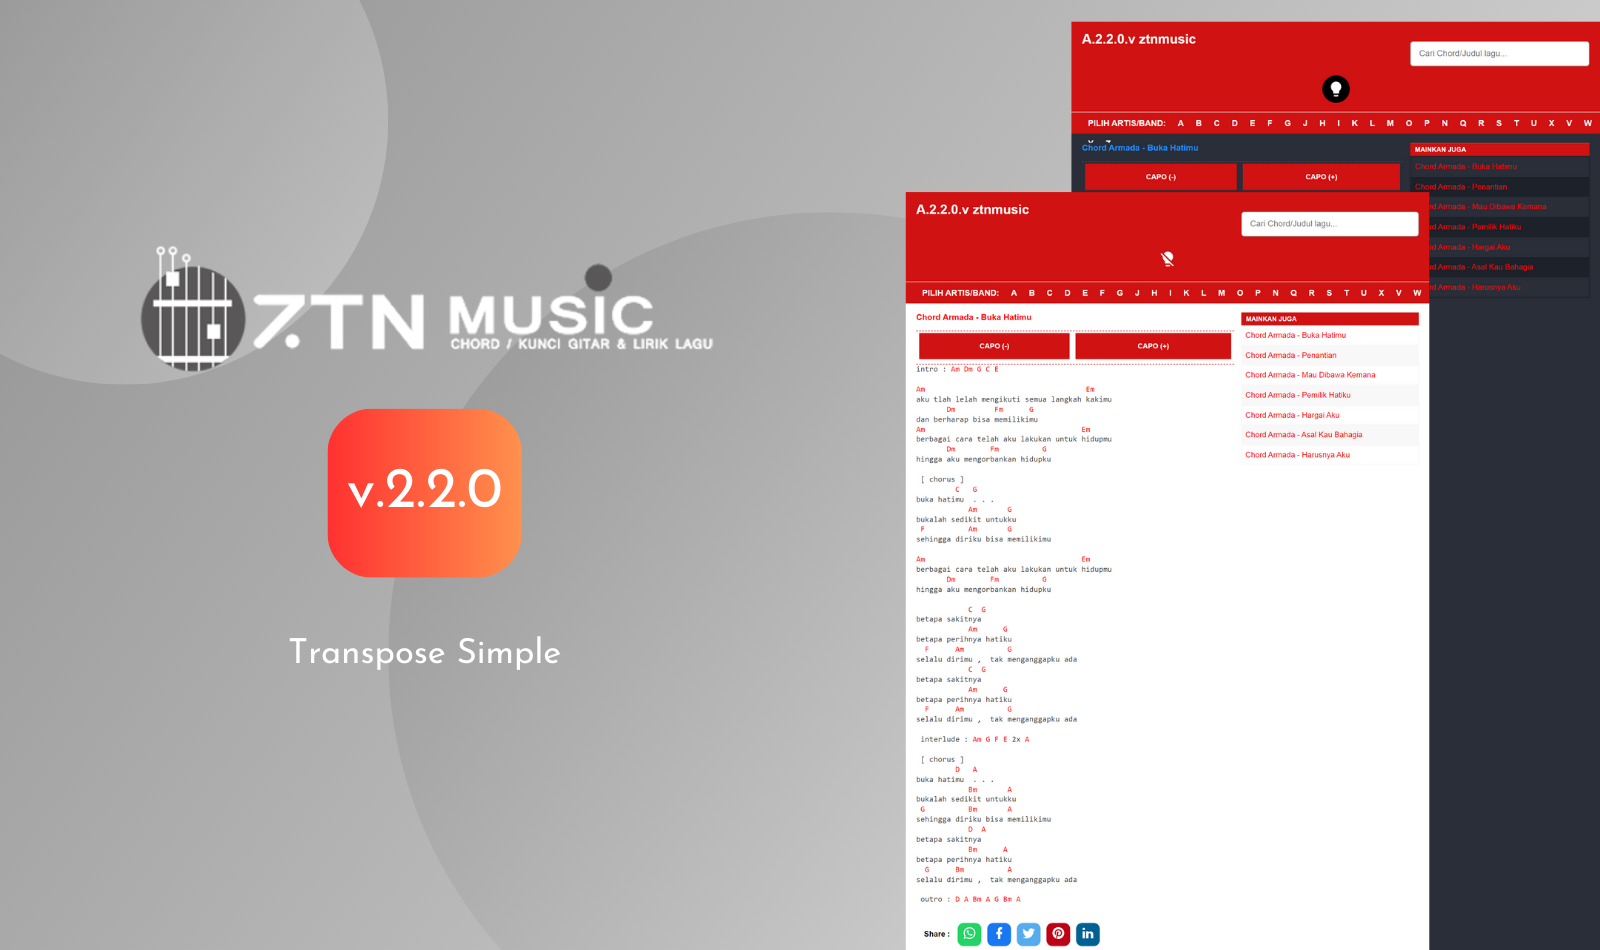 ZTN MUSIC
CHORD / KUNCI GITAR & LIRIK LAGU
v.2.2.0
Transpose Simple
A.2.2.0.v ztnmusic
Cari Chord/Judul lagu...
PILIH ARTIS/BAND: A B C D E F G J H I K L M O P N Q R S T U X V W
Chord Armada - Buka Hatimu
CAPO (-) CAPO (+)
MAINKAN JUGA
Chord Armada - Buka Hatimu
Chord Armada - Penantian
rd Armada - Mau Dibawa Kemana
rd Armada - Pemilik Hatiku
rd Armada - Hargai Aku
rd Armada - Asal Kau Bahagia
rd Armada - Harusnya Aku
A.2.2.0.v ztnmusic
Cari Chord/Judul lagu...
PILIH ARTIS/BAND: A B C D E F G J H I K L M O P N Q R S T U X V W
Chord Armada - Buka Hatimu
CAPO (-) CAPO (+)
intro : Am Dm G C E
Am Em
aku tlah lelah mengikuti semua langkah kakimu
Dm Fm G
dan berharap bisa memilikimu
Am Em
berbagai cara telah aku lakukan untuk hidupmu
Dm Fm G
hingga aku mengorbankan hidupku
[ chorus ]
C G
buka hatimu . . .
Am G
bukalah sedikit untukku
F Am G
sehingga diriku bisa memilikimu
Am Em
berbagai cara telah aku lakukan untuk hidupmu
Dm Fm G
hingga aku mengorbankan hidupku
C G
betapa sakitnya
Am G
betapa perihnya hatiku
F Am G
selalu dirimu , tak menganggapku ada
C G
betapa sakitnya
Am G
betapa perihnya hatiku
F Am G
selalu dirimu , tak menganggapku ada
interlude : Am G F E 2x A
[ chorus ]
D A
buka hatimu . . .
Bm A
bukalah sedikit untukku
G Bm A
sehingga diriku bisa memilikimu
D A
betapa sakitnya
Bm A
betapa perihnya hatiku
G Bm A
selalu dirimu , tak menganggapku ada
outro : D A Bm A G Bm A
Share :
MAINKAN JUGA
Chord Armada - Buka Hatimu
Chord Armada - Penantian
Chord Armada - Mau Dibawa Kemana
Chord Armada - Pemilik Hatiku
Chord Armada - Hargai Aku
Chord Armada - Asal Kau Bahagia
Chord Armada - Harusnya Aku